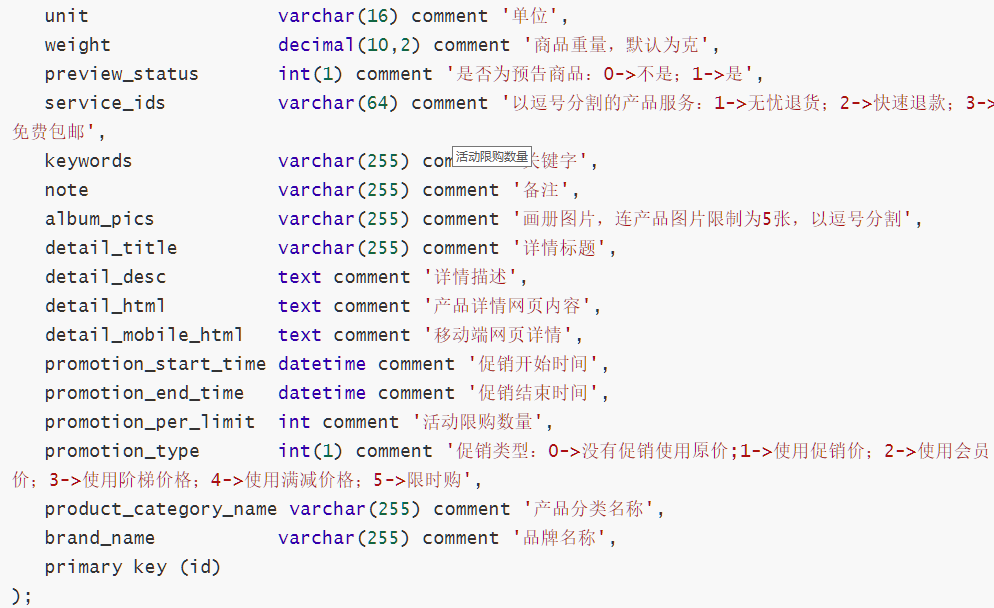 unit varchar(16) comment '单位',
weight decimal(10,2) comment '商品重量，默认为克',
preview_status int(1) comment '是否为预告商品：0->不是；1->是',
service_ids varchar(64) comment '以逗号分割的产品服务：1->无忧退货；2->快速退款；3->
免费包邮',
keywords varchar(255) 活动限购数量 键字',
note varchar(255) comment '备注',
album_pics varchar(255) comment '画册图片，连产品图片限制为5张，以逗号分割',
detail_title varchar(255) comment '详情标题',
detail_desc text comment '详情描述',
detail_html text comment '产品详情网页内容',
detail_mobile_html text comment '移动端网页详情',
promotion_start_time datetime comment '促销开始时间',
promotion_end_time datetime comment '促销结束时间',
promotion_per_limit int comment '活动限购数量',
promotion_type int(1) comment '促销类型：0->没有促销使用原价;1->使用促销价；2->使用会员
价；3->使用阶梯价格；4->使用满减价格；5->限时购',
product_category_name varchar(255) comment '产品分类名称',
brand_name varchar(255) comment '品牌名称',
primary key (id)
);